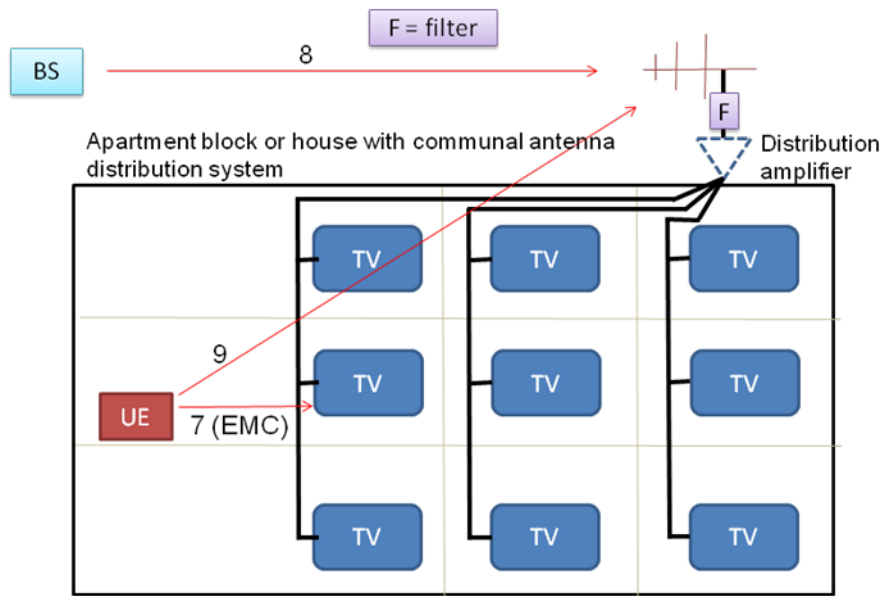 F = filter
8
BS
F
Apartment block or house with communal antenna
distribution system
Distribution
amplifier
TV
TV
TV
9
TV
TV
TV
UE
7 (EMC)
TV
TV
TV